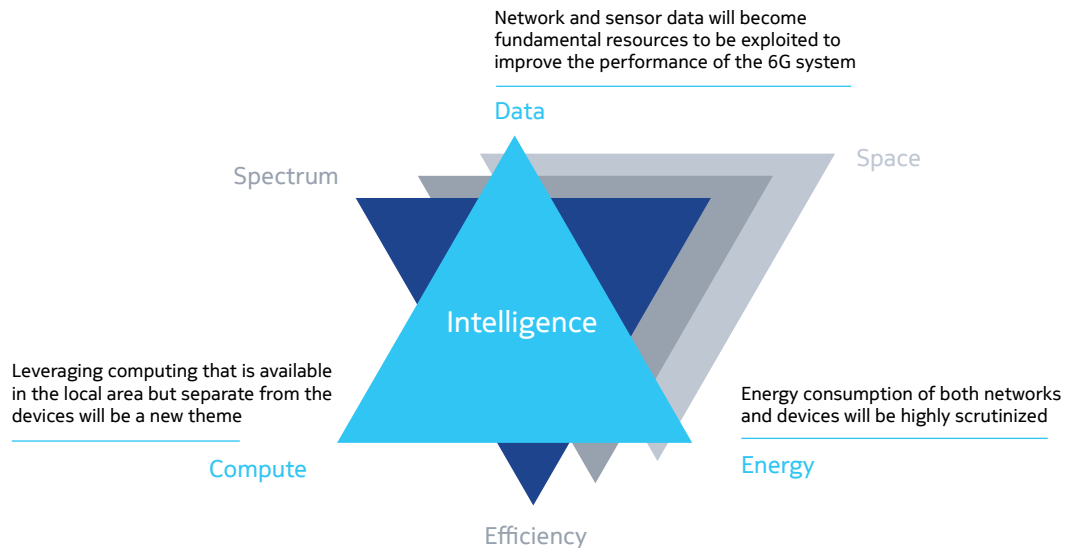 Network and sensor data will become
fundamental resources to be exploited to
improve the performance of the 6G system
Data
Spectrum
Space
Intelligence
Leveraging computing that is available
in the local area but separate from the
devices will be a new theme
Compute
Energy consumption of both networks
and devices will be highly scrutinized
Energy
Efficiency